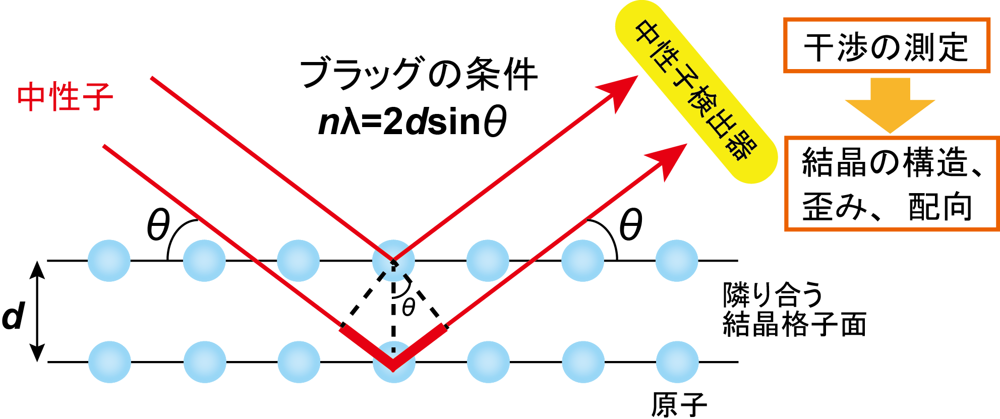 中性子
ブラッグの条件
nλ=2dsinθ
中性子検出器
干渉の測定
結晶の構造、
歪み、配向
θ
θ
θ
d
隣り合う
結晶格子面
原子